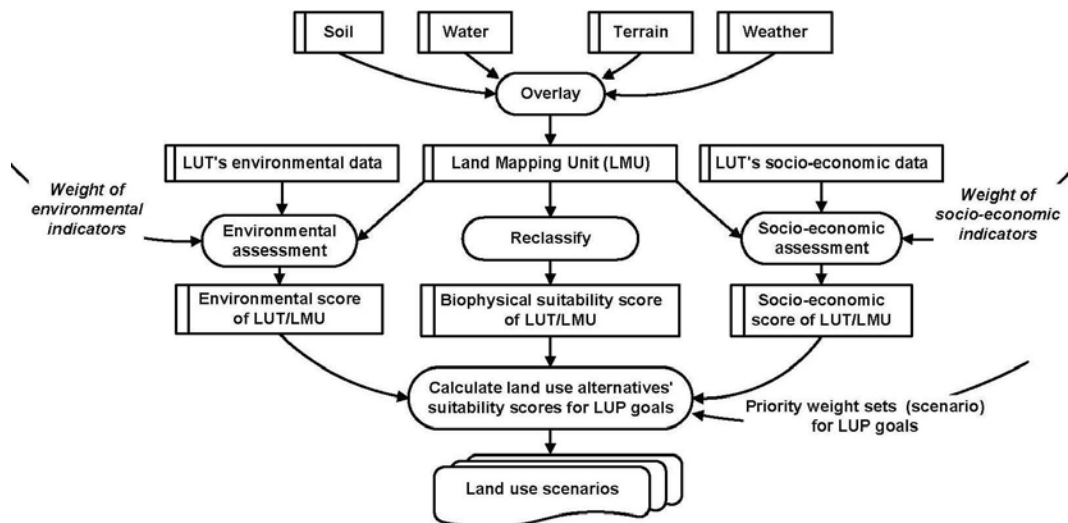 Soil
Water
Terrain
Weather
Overlay
LUT's environmental data
Land Mapping Unit (LMU)
LUT's socio-economic data
Weight of
environmental
indicators
Weight of
socio-economic
indicators
Environmental
assessment
Reclassify
Socio-economic
assessment
Environmental score
of LUT/LMU
Biophysical suitability score
of LUT/LMU
Socio-economic
score of LUT/LMU
Calculate land use alternatives'
suitability scores for LUP goals
Priority weight sets (scenario)
for LUP goals
Land use scenarios